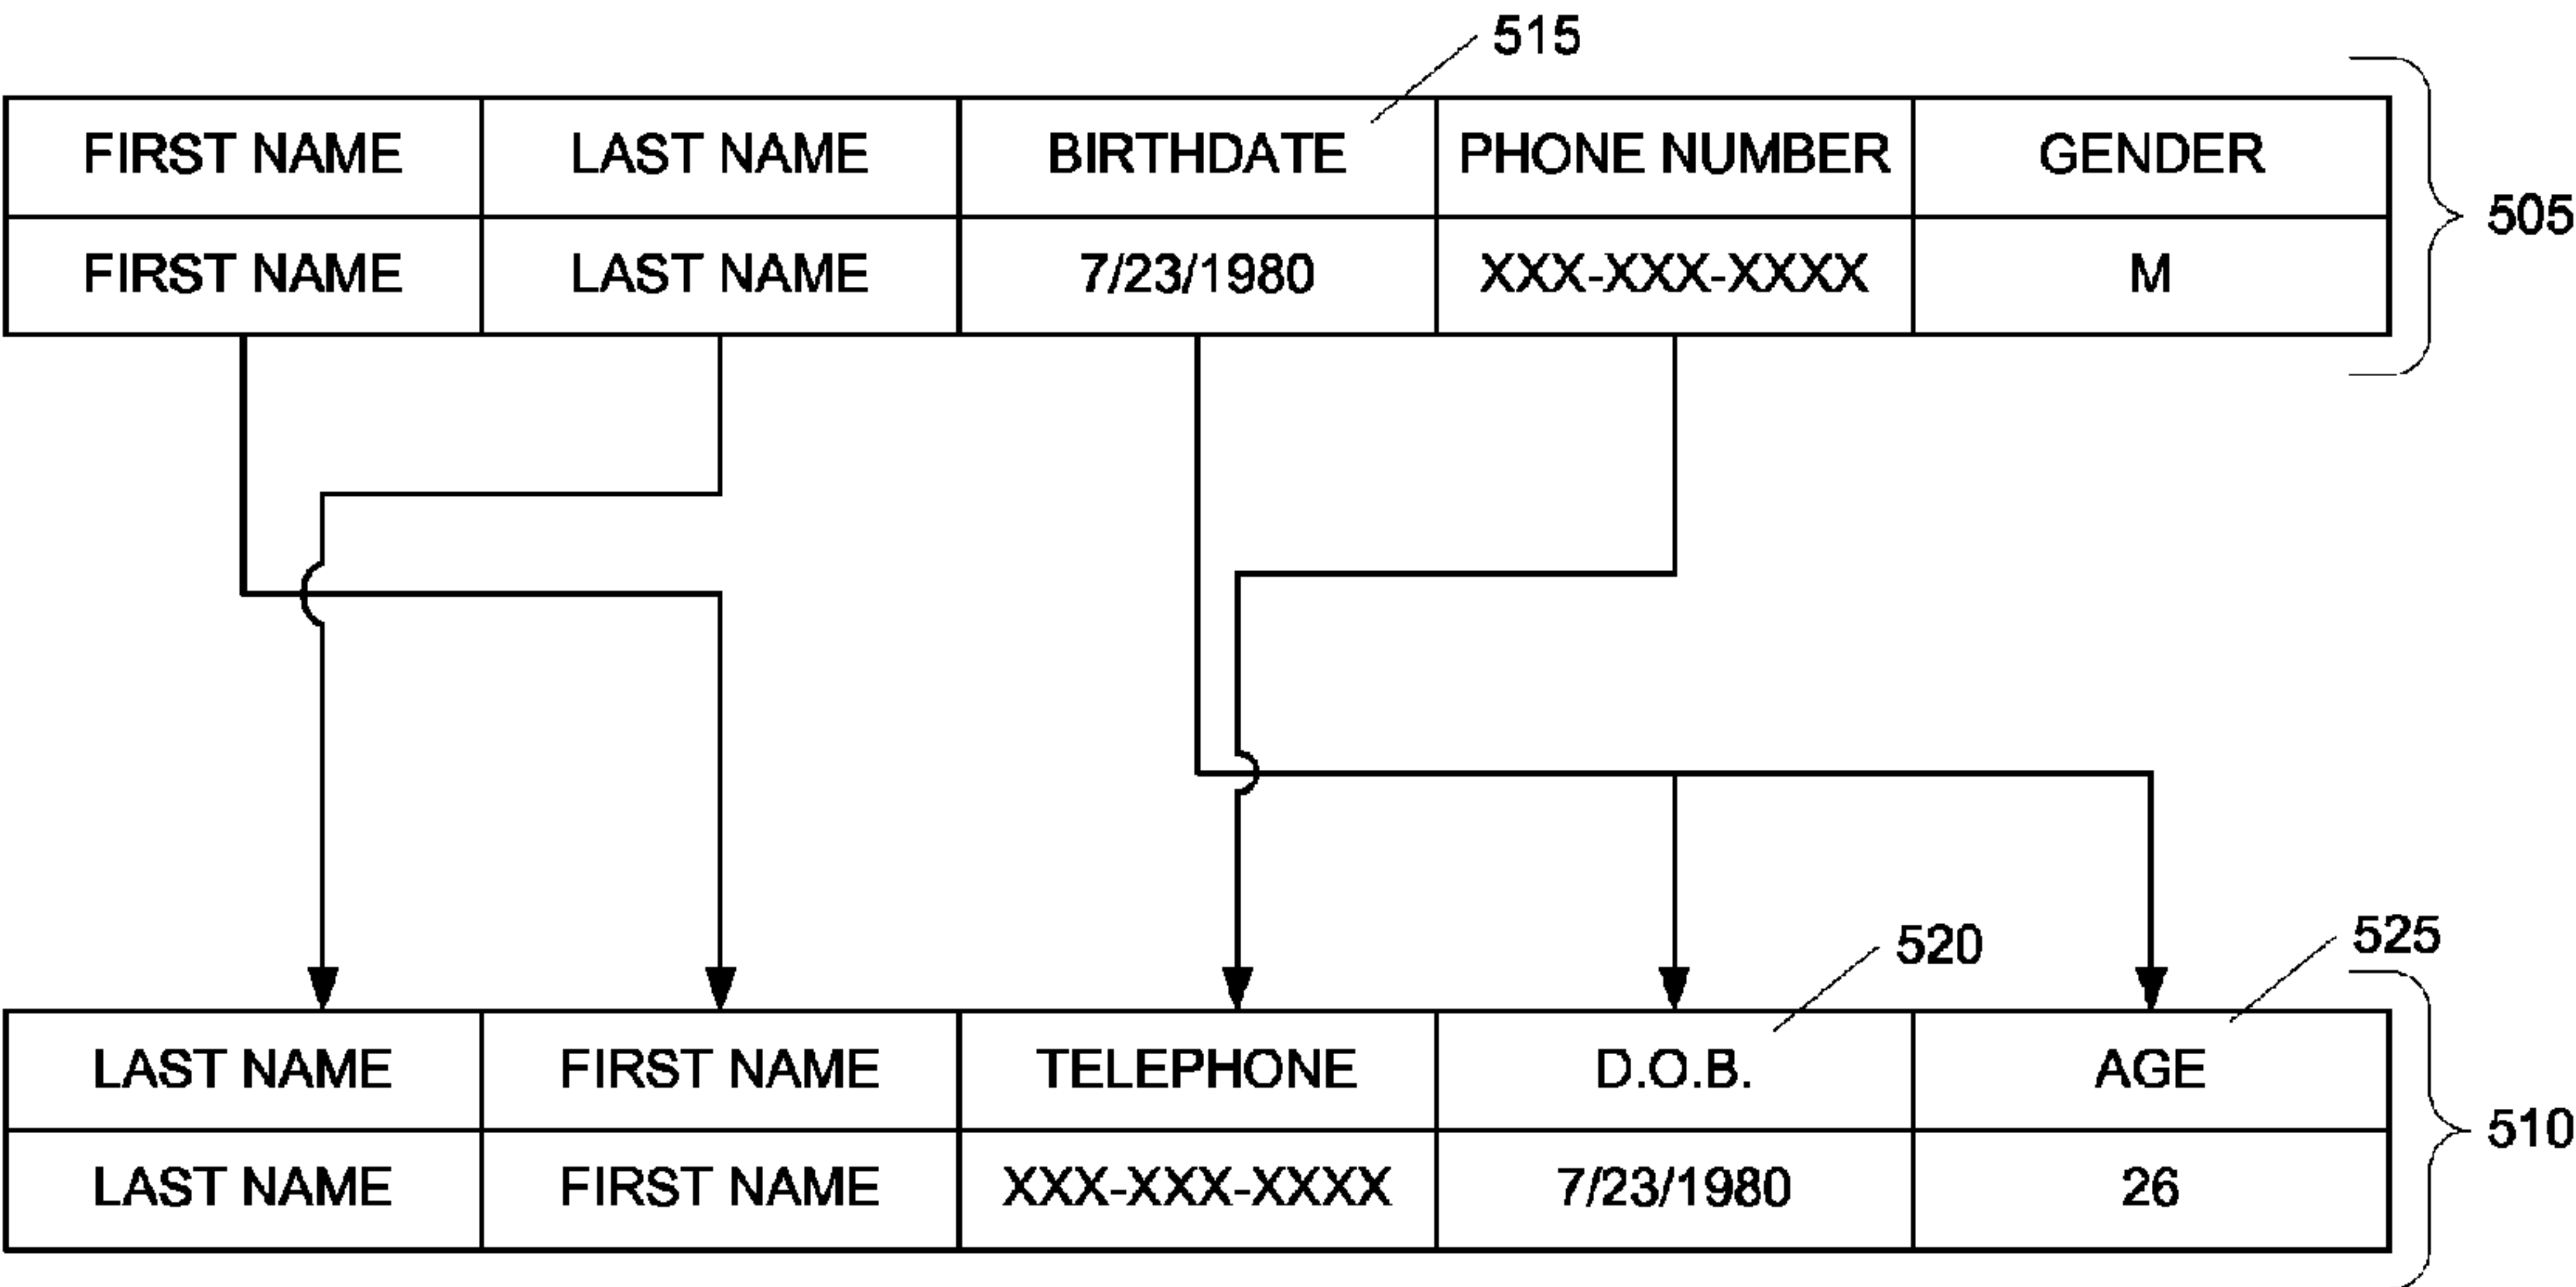 515
FIRST NAME LAST NAME BIRTHDATE PHONE NUMBER GENDER
505
FIRST NAME LAST NAME 7/23/1980 XXX-XXX-XXXX M
520
525
LAST NAME FIRST NAME TELEPHONE D.O.B. AGE
510
LAST NAME FIRST NAME XXX-XXX-XXXX 7/23/1980 26